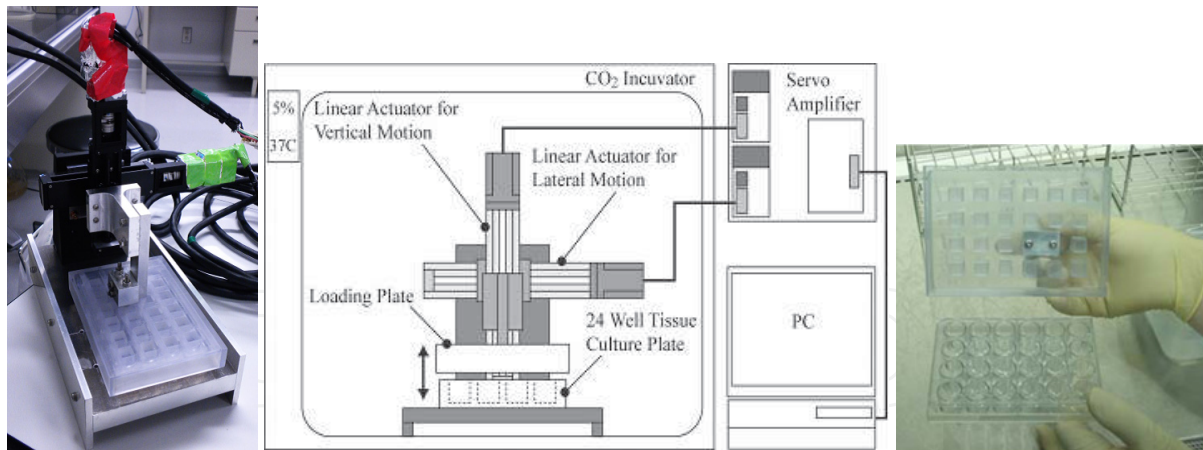 CO2 Incuvator
5%
37C
Linear Actuator for
Vertical Motion
Linear Actuator for
Lateral Motion
Loading Plate
24 Well Tissue
Culture Plate
Servo
Amplifier
PC